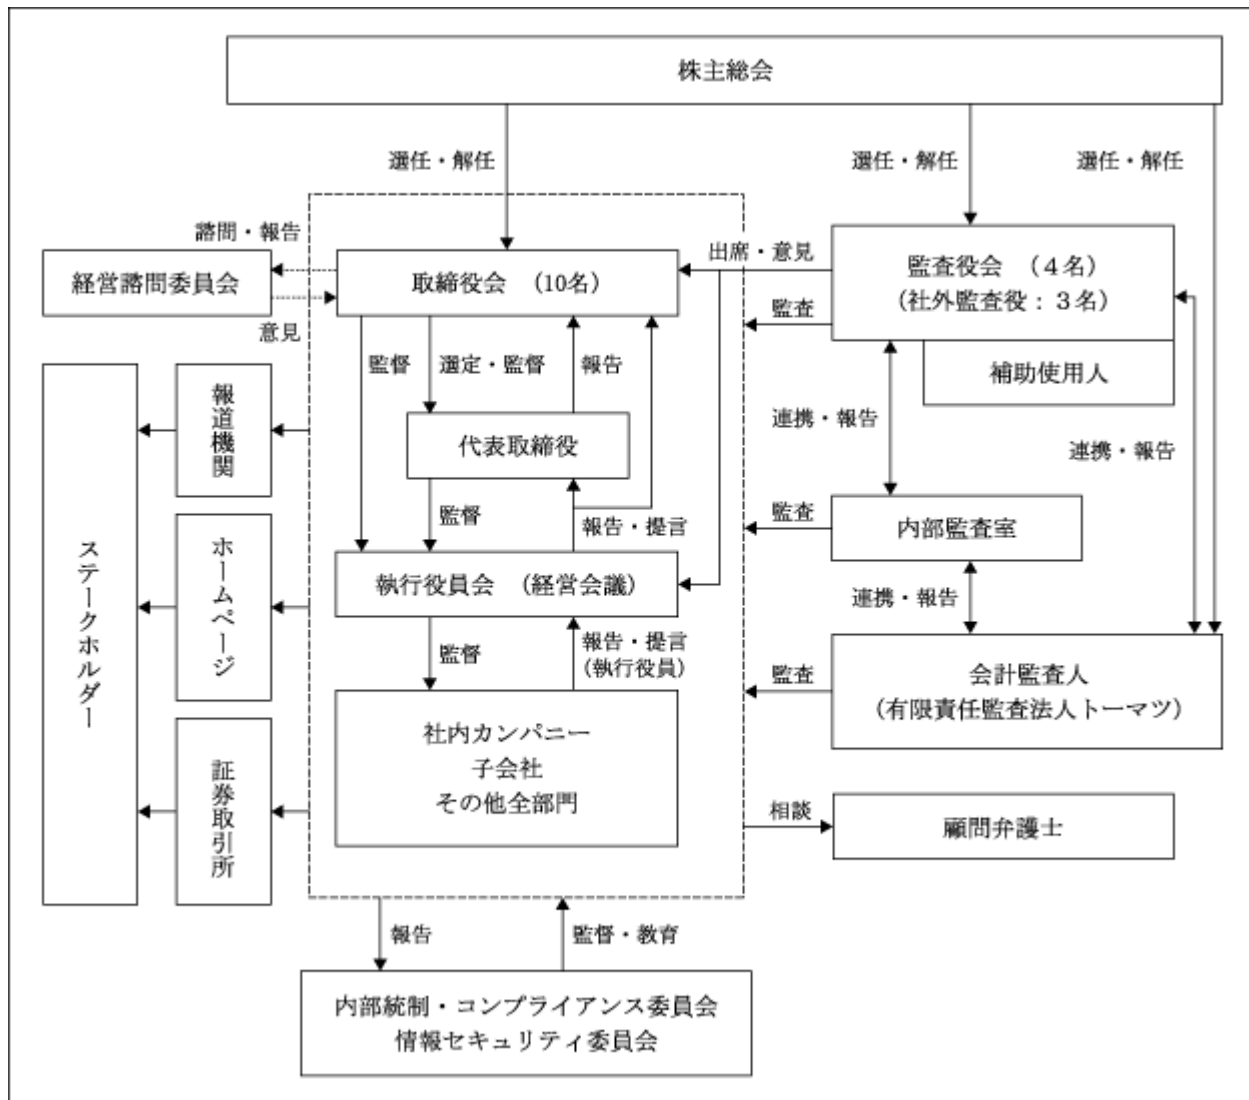 株主総会
選任・解任
選任・解任
選任・解任
諮問・報告
経営諮問委員会
意見
取締役会 (10名)
出席・意見
監査役会 (4名)
(社外監査役：3名)
補助使用人
監査
監督
選定・監督
報告
代表取締役
監督
報告・提言
連携・報告
連携・報告
監査
内部監査室
執行役員会 (経営会議)
監督
報告・提言
(執行役員)
連携・報告
監査
会計監査人
(有限責任監査法人トーマツ)
社内カンパニー
子会社
その他全部門
相談
顧問弁護士
報道機関
ホームページ
証券取引所
ステークホルダー
報告
監督・教育
内部統制・コンプライアンス委員会
情報セキュリティ委員会